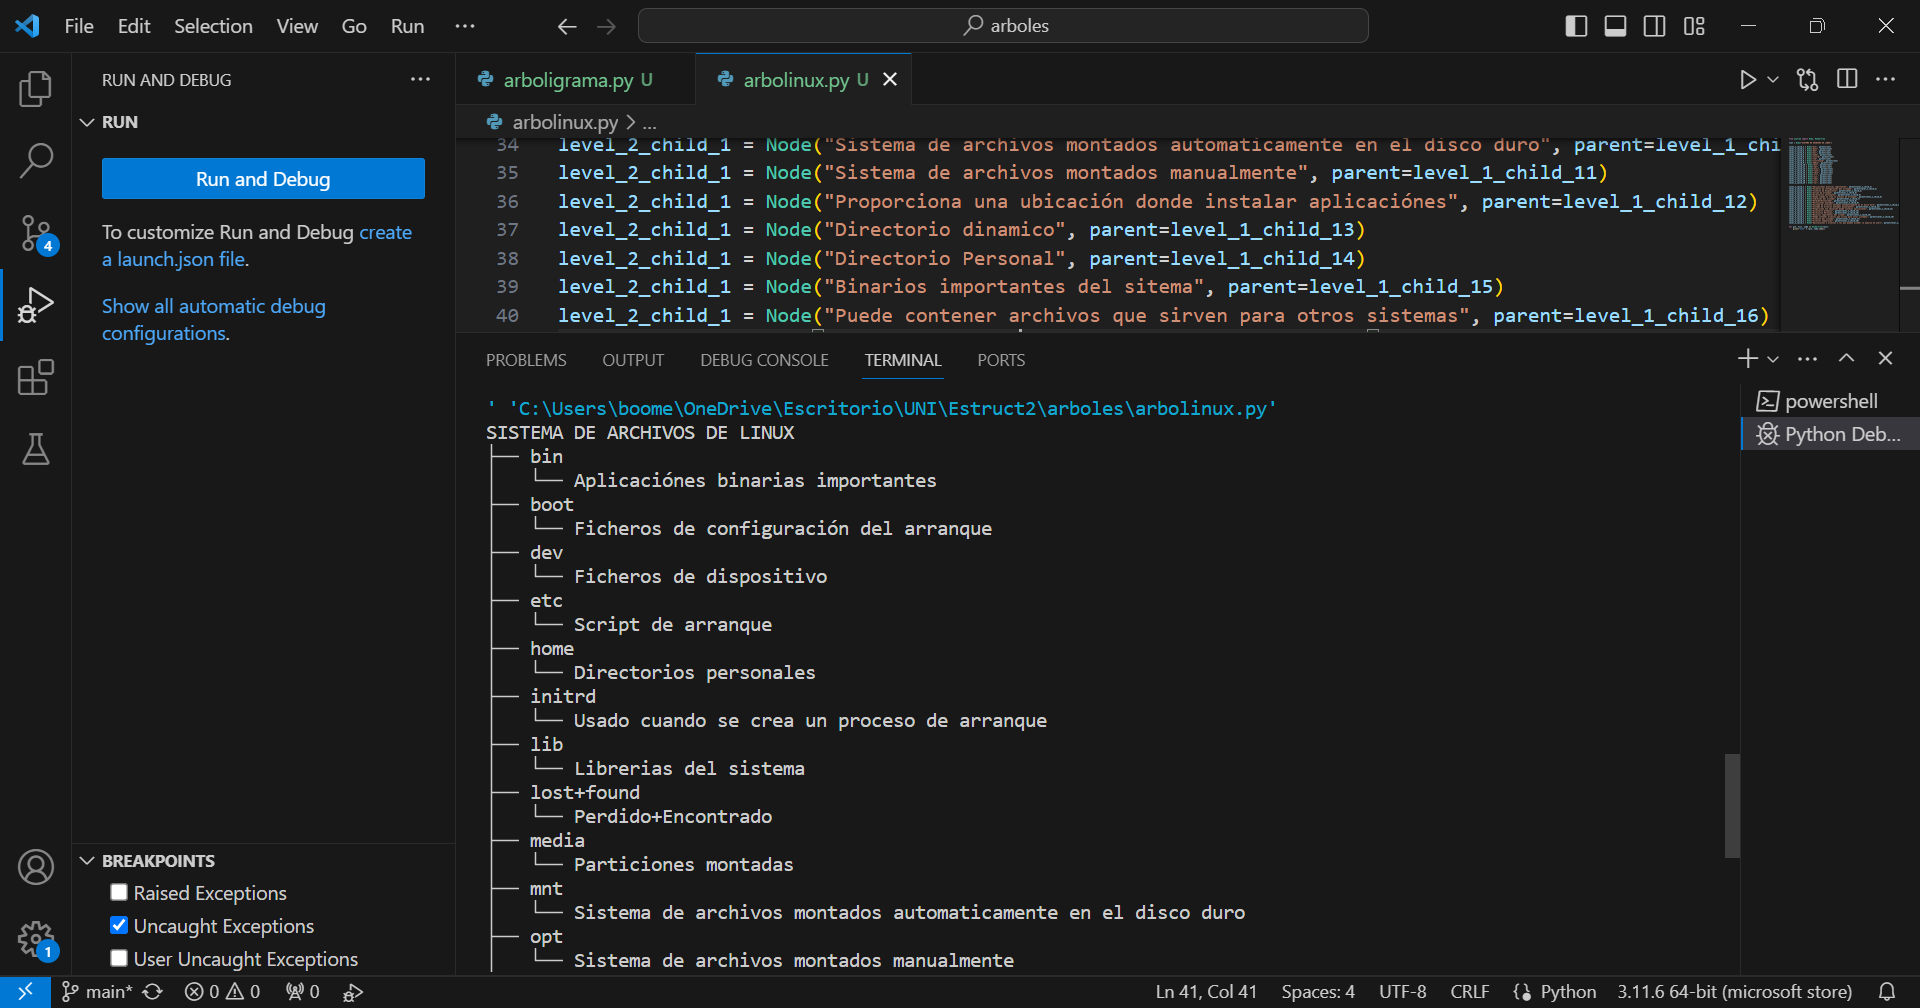 File Edit Selection View Go Run ··· arboles
RUN AND DEBUG ···
RUN
Run and Debug
To customize Run and Debug create
a launch.json file.
Show all automatic debug
configurations.
4
arboligrama.py U
arbolinux.py U
arbolinux.py > ...
34 level_2_child_1 = Node("Sistema de archivos montados automaticamente en el disco duro", parent=level_1_chi
35 level_2_child_1 = Node("Sistema de archivos montados manualmente", parent=level_1_child_11)
36 level_2_child_1 = Node("Proporciona una ubicación donde instalar aplicaciónes", parent=level_1_child_12)
37 level_2_child_1 = Node("Directorio dinamico", parent=level_1_child_13)
38 level_2_child_1 = Node("Directorio Personal", parent=level_1_child_14)
39 level_2_child_1 = Node("Binarios importantes del sitema", parent=level_1_child_15)
40 level_2_child_1 = Node("Puede contener archivos que sirven para otros sistemas", parent=level_1_child_16)
PROBLEMS OUTPUT DEBUG CONSOLE TERMINAL PORTS
' 'C:\Users\boome\OneDrive\Escritorio\UNI\Estruct2\arboles\arbolinux.py'
SISTEMA DE ARCHIVOS DE LINUX
├── bin
│   └── Aplicaciónes binarias importantes
├── boot
│   └── Ficheros de configuración del arranque
├── dev
│   └── Ficheros de dispositivo
├── etc
│   └── Script de arranque
├── home
│   └── Directorios personales
├── initrd
│   └── Usado cuando se crea un proceso de arranque
├── lib
│   └── Librerias del sistema
├── lost+found
│   └── Perdido+Encontrado
├── media
│   └── Particiones montadas
├── mnt
│   └── Sistema de archivos montados automaticamente en el disco duro
├── opt
│   └── Sistema de archivos montados manualmente
powershell
Python Deb...
BREAKPOINTS
Raised Exceptions
Uncaught Exceptions
User Uncaught Exceptions
1
main* 0 0 0 Ln 41, Col 41 Spaces: 4 UTF-8 CRLF Python 3.11.6 64-bit (microsoft store)